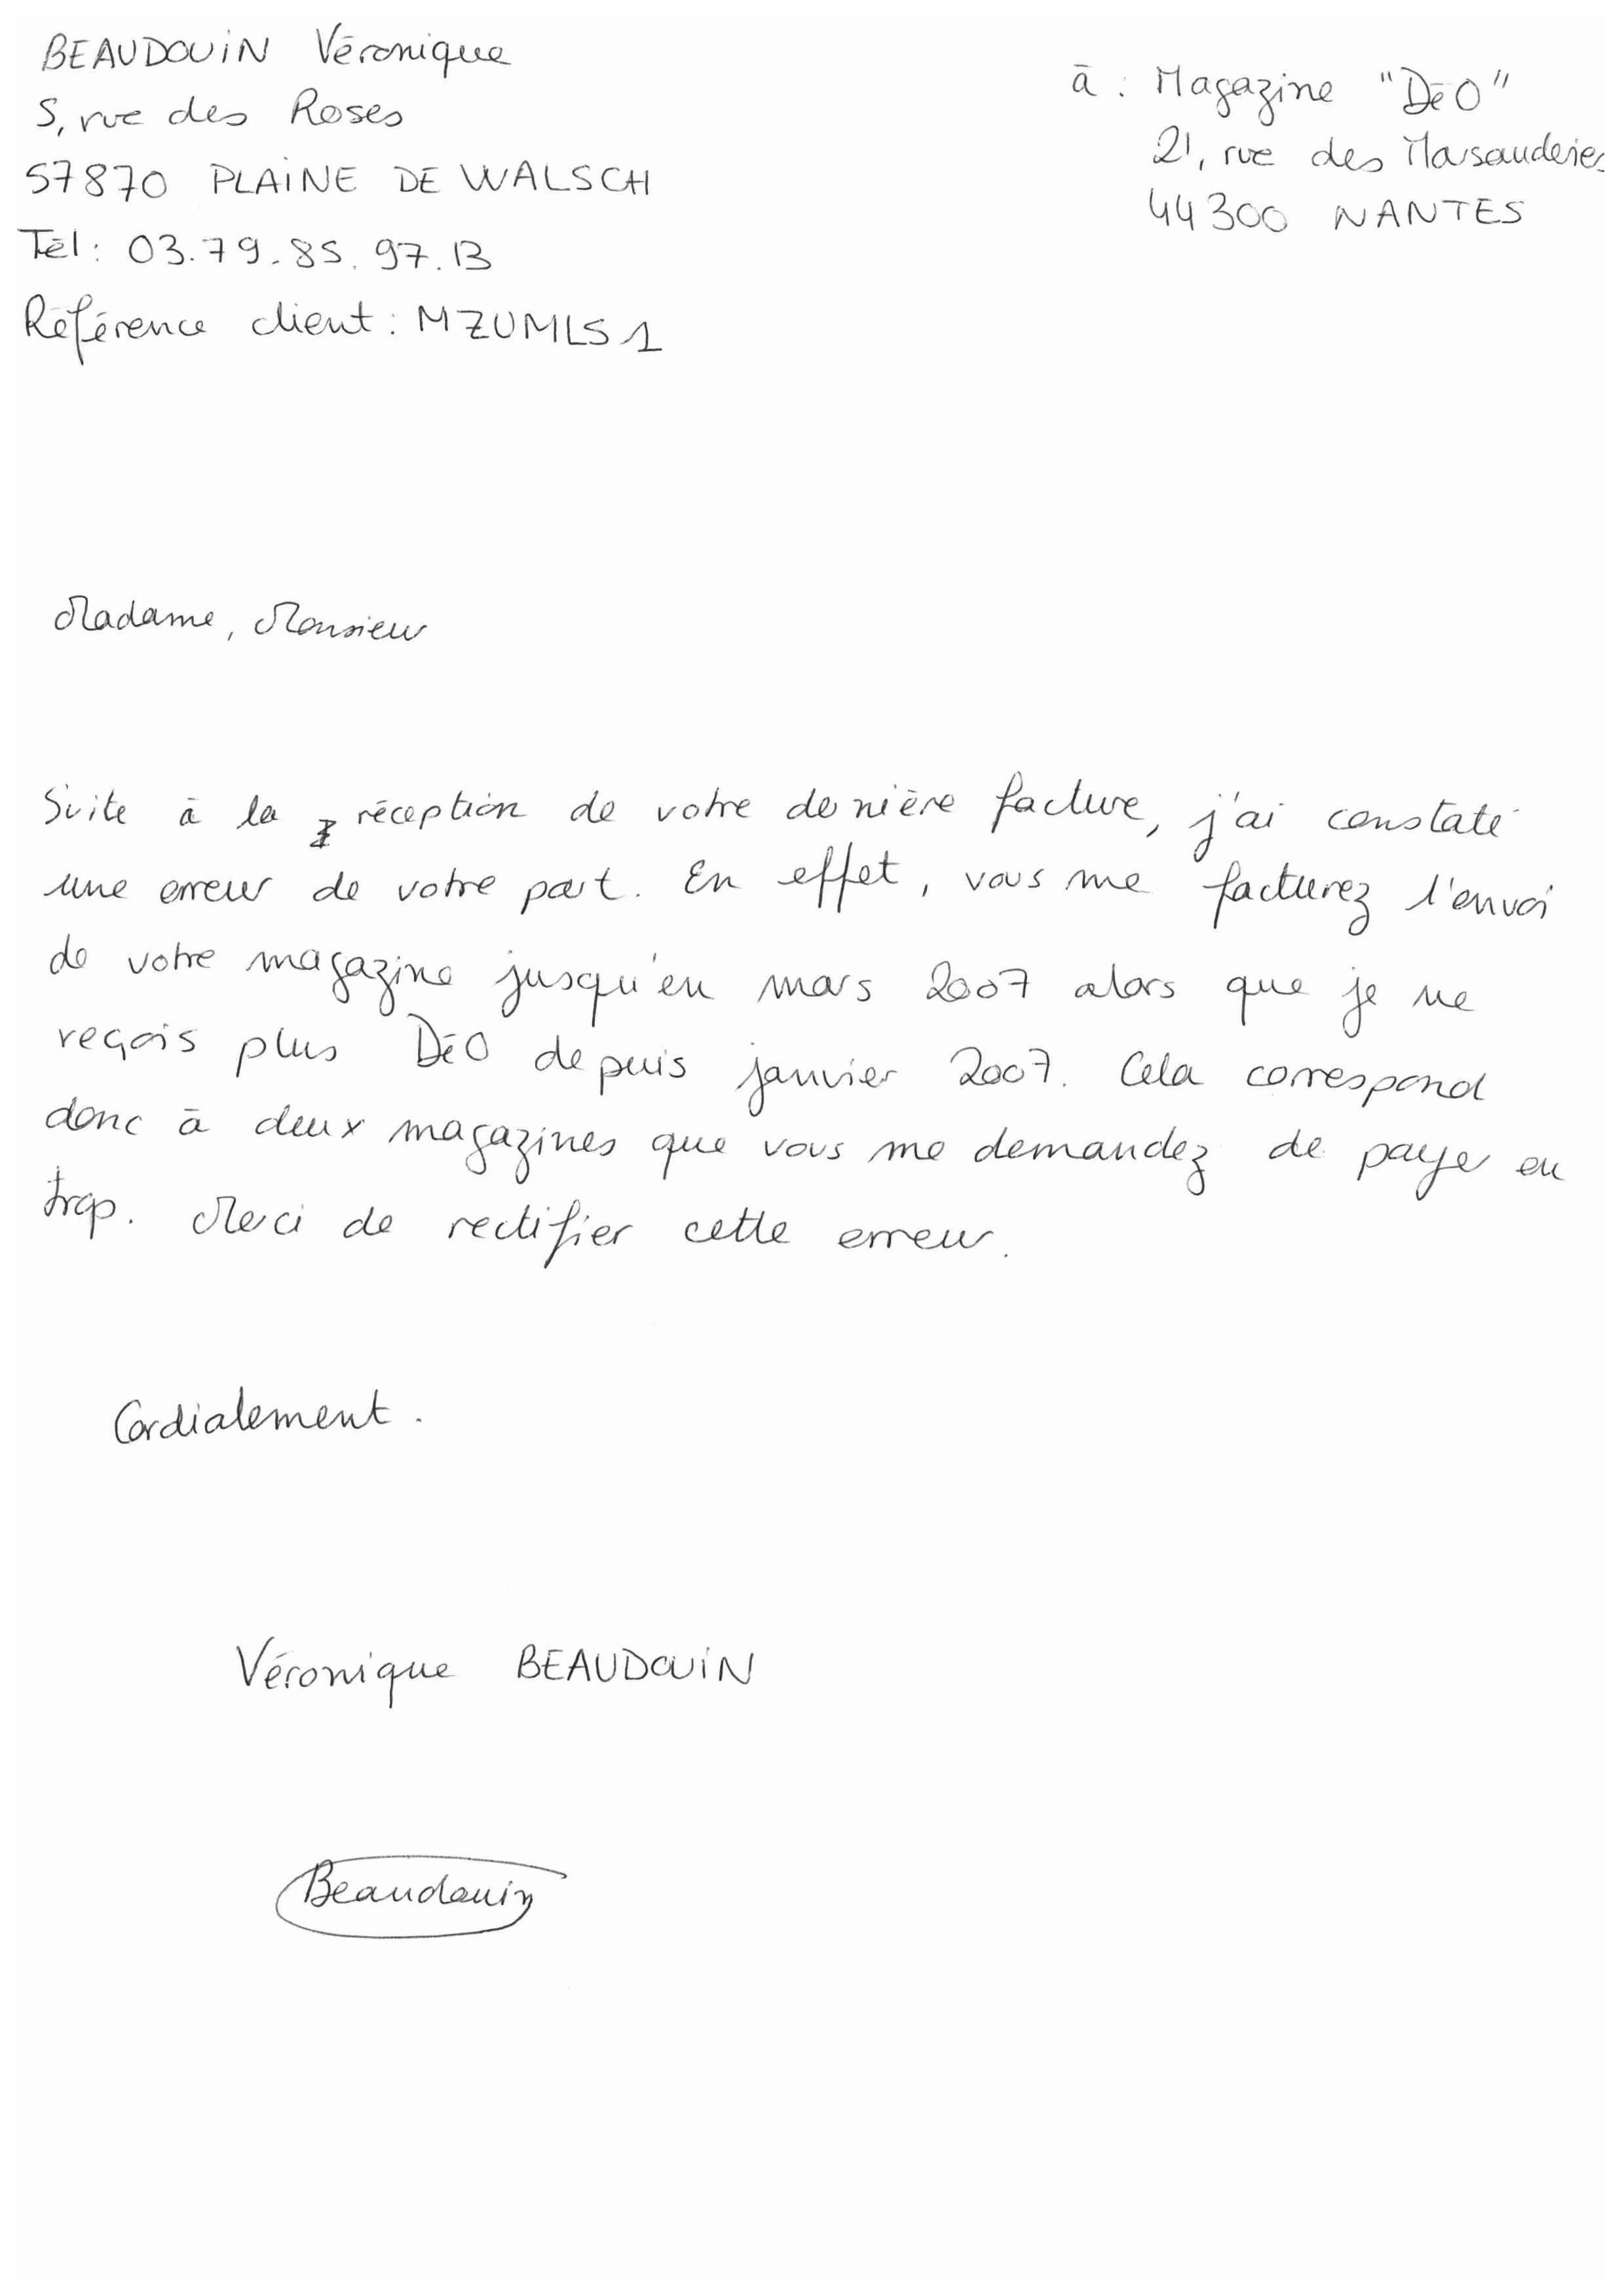 BEAUDOUIN Véronique
5, rue des Roses
57870 PLAINE DE WALSCH
Tél : 03.79.85.97.13
Référence client : MZUMLS1
à : Magazine "DéO"
21, rue des Marsauderies
44300 NANTES
Madame, Monsieur
Suite à la réception de votre dernière facture, j'ai constaté
une erreur de votre part. En effet, vous me facturez l'envoi
de votre magazine jusqu'en mars 2007 alors que je ne
reçois plus DéO depuis janvier 2007. Cela correspond
donc à deux magazines que vous me demandez de payer en
trop. Merci de rectifier cette erreur.
Cordialement.
Véronique BEAUDOUIN
Beaudouin